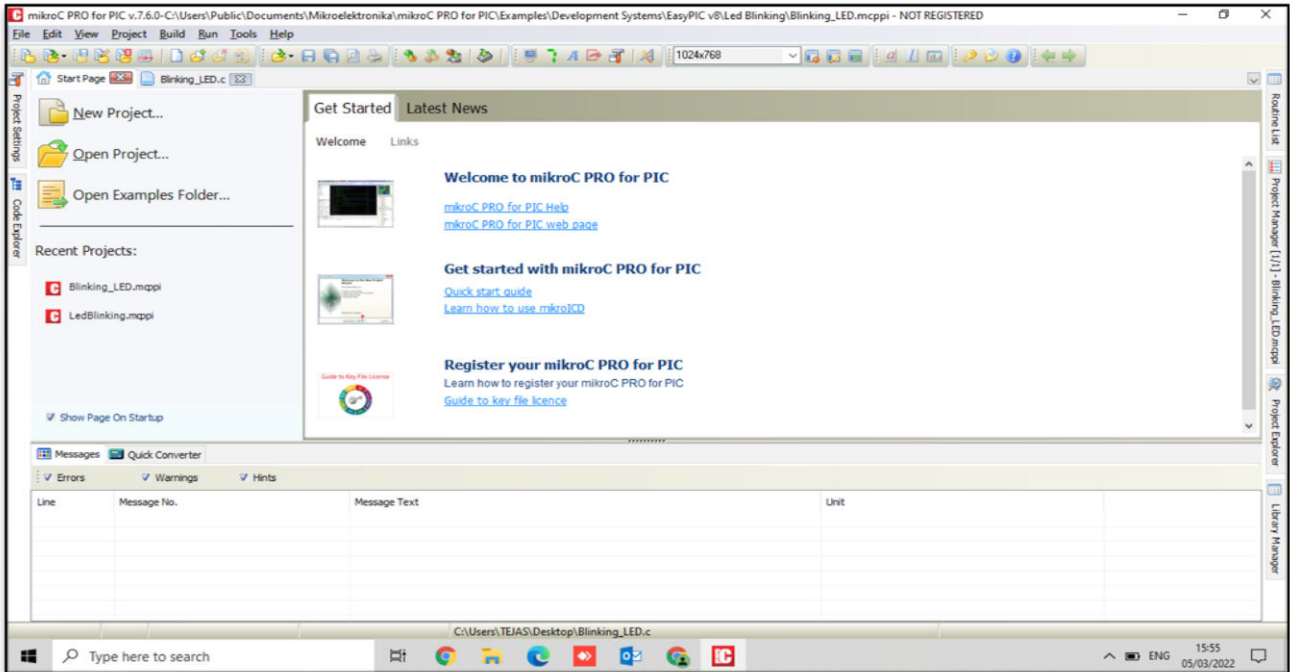 mikroC PRO for PIC v.7.6.0-C:\Users\Public\Documents\Mikroelektronika\mikroC PRO for PIC\Examples\Development Systems\EasyPIC v8\Led Blinking\Blinking_LED.mcppi - NOT REGISTERED
File Edit View Project Build Run Tools Help
1024x768
Start Page Blinking_LED.c
Project Settings
Code Explorer
New Project...
Open Project...
Open Examples Folder...
Recent Projects:
Blinking_LED.mcppi
LedBlinking.mcppi
Show Page On Startup
Get Started Latest News
Welcome Links
Welcome to mikroC PRO for PIC
mikroC PRO for PIC Help
mikroC PRO for PIC web page
Get started with mikroC PRO for PIC
Quick start guide
Learn how to use mikroICD
Guide to Key File License
Register your mikroC PRO for PIC
Learn how to register your mikroC PRO for PIC
Guide to key file licence
Routine List
Project Manager [1/1] - Blinking_LED.mcppi
Project Explorer
Library Manager
Messages Quick Converter
Errors Warnings Hints
Line Message No. Message Text Unit
C:\Users\TEJAS\Desktop\Blinking_LED.c
Type here to search
ENG
15:55
05/03/2022